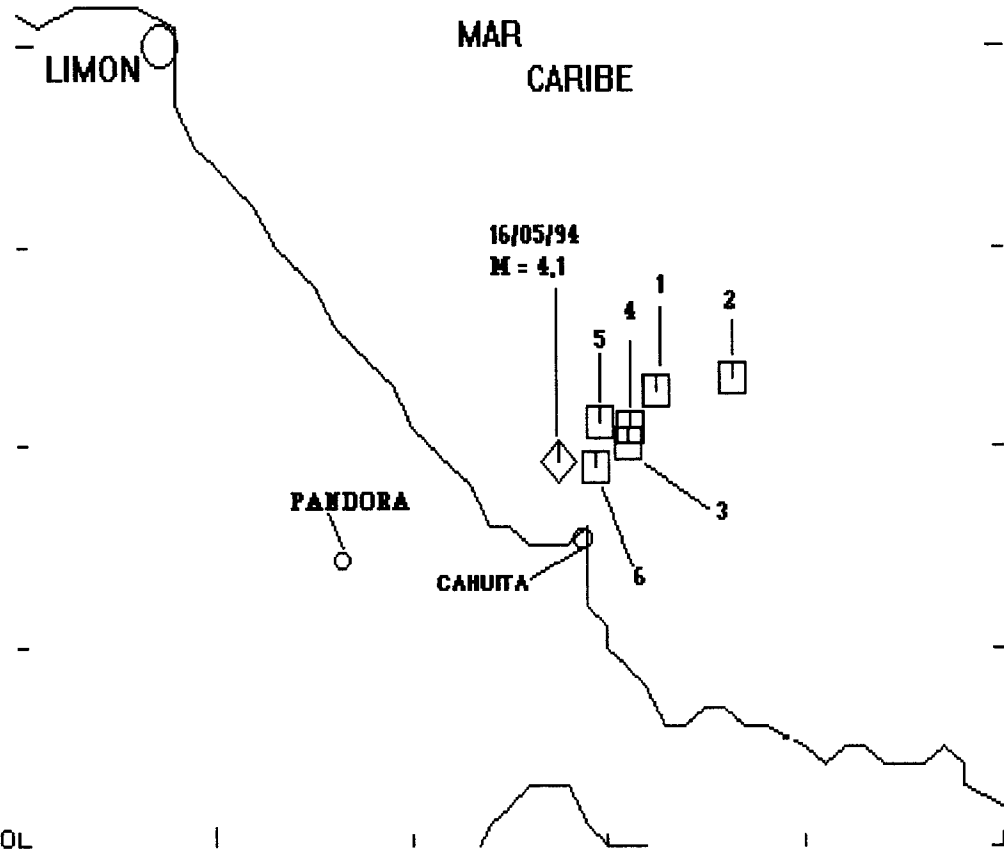 MAR
CARIBE
LIMON
16/05/94
M = 4,1
1
2
4
5
3
PANDORA
CAHUITA
6
OL